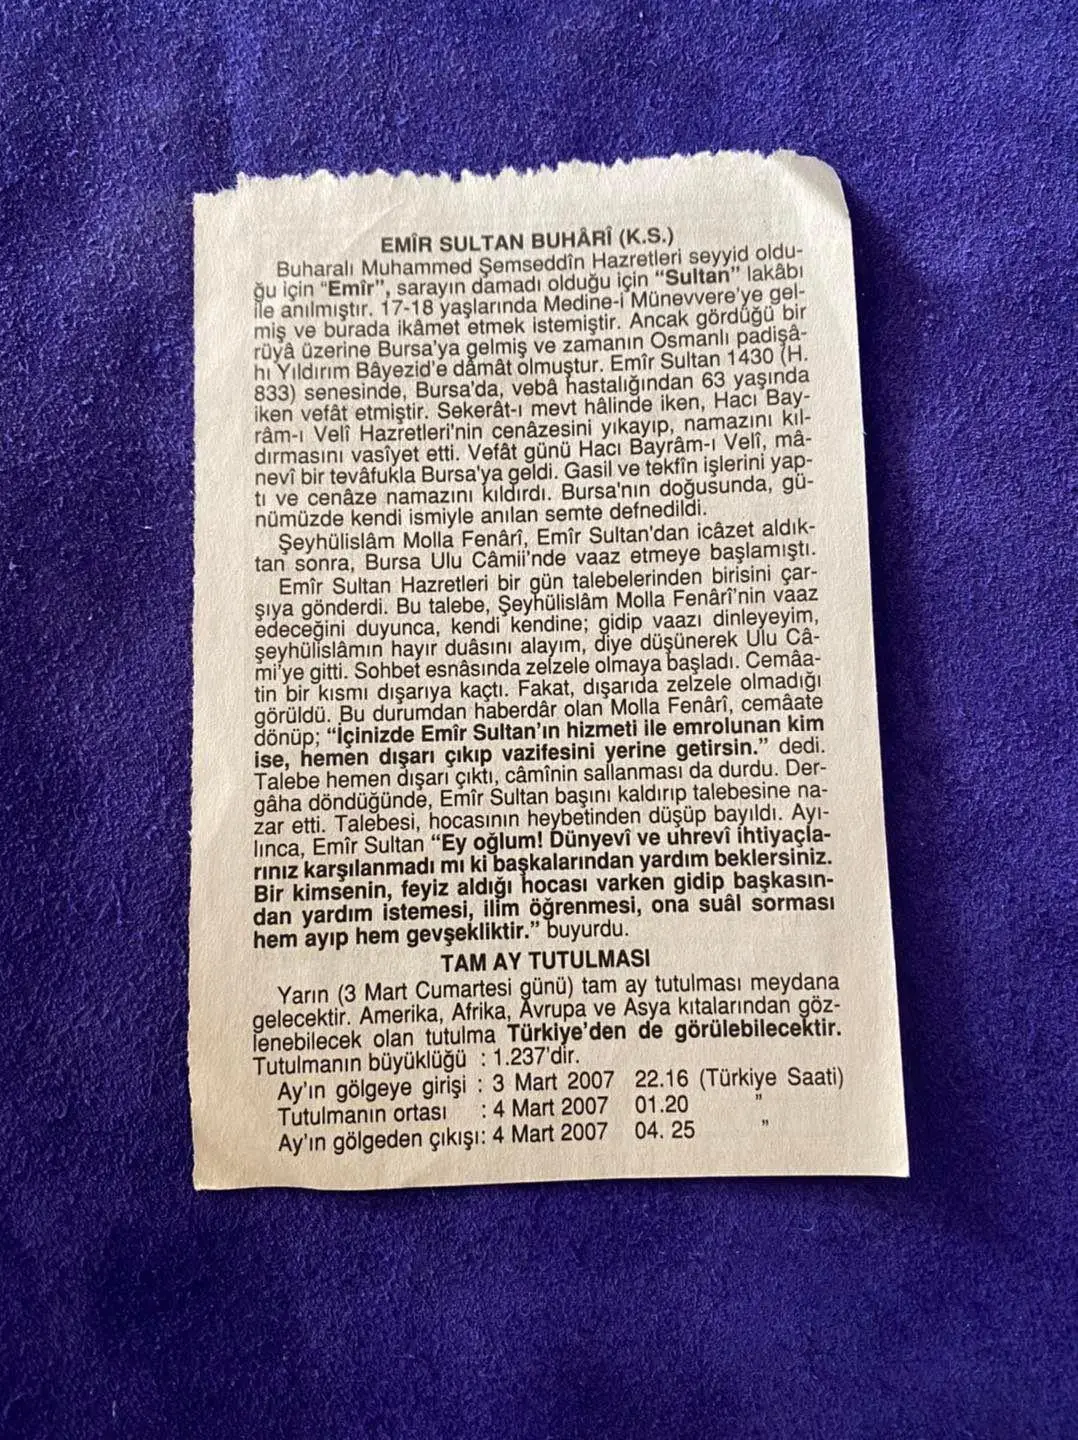 EMÎR SULTAN BUHÂRÎ (K.S.)
Buharalı Muhammed Şemseddîn Hazretleri seyyid oldu-
ğu için "Emîr", sarayın damadı olduğu için "Sultan" lakâbı
ile anılmıştır. 17-18 yaşlarında Medine-i Münevvere'ye gel-
miş ve burada ikâmet etmek istemiştir. Ancak gördüğü bir
rüyâ üzerine Bursa'ya gelmiş ve zamanın Osmanlı padişâ-
hı Yıldırım Bâyezid'e dâmât olmuştur. Emîr Sultan 1430 (H.
833) senesinde, Bursa'da, vebâ hastalığından 63 yaşında
iken vefât etmiştir. Sekerât-ı mevt hâlinde iken, Hacı Bay-
râm-ı Velî Hazretleri'nin cenâzesini yıkayıp, namazını kıl-
dırmasını vasîyet etti. Vefât günü Hacı Bayrâm-ı Velî, mâ-
nevî bir tevâfukla Bursa'ya geldi. Gasil ve tekfîn işlerini yap-
tı ve cenâze namazını kıldırdı. Bursa'nın doğusunda, gü-
nümüzde kendi ismiyle anılan semte defnedildi.
Şeyhülislâm Molla Fenârî, Emîr Sultan'dan icâzet aldık-
tan sonra, Bursa Ulu Câmii'nde vaaz etmeye başlamıştı.
Emîr Sultan Hazretleri bir gün talebelerinden birisini çar-
şıya gönderdi. Bu talebe, Şeyhülislâm Molla Fenârî'nin vaaz
edeceğini duyunca, kendi kendine; gidip vaazı dinleyeyim,
şeyhülislâmın hayır duâsını alayım, diye düşünerek Ulu Câ-
mi'ye gitti. Sohbet esnâsında zelzele olmaya başladı. Cemâa-
tin bir kısmı dışarıya kaçtı. Fakat, dışarıda zelzele olmadığı
görüldü. Bu durumdan haberdâr olan Molla Fenârî, cemâate
dönüp; "İçinizde Emîr Sultan'ın hizmeti ile emrolunan kim
ise, hemen dışarı çıkıp vazifesini yerine getirsin." dedi.
Talebe hemen dışarı çıktı, câmînin sallanması da durdu. Der-
gâha döndüğünde, Emîr Sultan başını kaldırıp talebesine na-
zar etti. Talebesi, hocasının heybetinden düşüp bayıldı. Ayı-
lınca, Emîr Sultan "Ey oğlum! Dünyevî ve uhrevî ihtiyaçla-
rınız karşılanmadı mı ki başkalarından yardım beklersiniz.
Bir kimsenin, feyiz aldığı hocası varken gidip başkasın-
dan yardım istemesi, ilim öğrenmesi, ona suâl sorması
hem ayıp hem gevşekliktir." buyurdu.
TAM AY TUTULMASI
Yarın (3 Mart Cumartesi günü) tam ay tutulması meydana
gelecektir. Amerika, Afrika, Avrupa ve Asya kıtalarından göz-
lenebilecek olan tutulma Türkiye'den de görülebilecektir.
Tutulmanın büyüklüğü : 1.237'dir.
Ay'ın gölgeye girişi : 3 Mart 2007 22.16 (Türkiye Saati)
Tutulmanın ortası : 4 Mart 2007 01.20 "
Ay'ın gölgeden çıkışı: 4 Mart 2007 04. 25 "